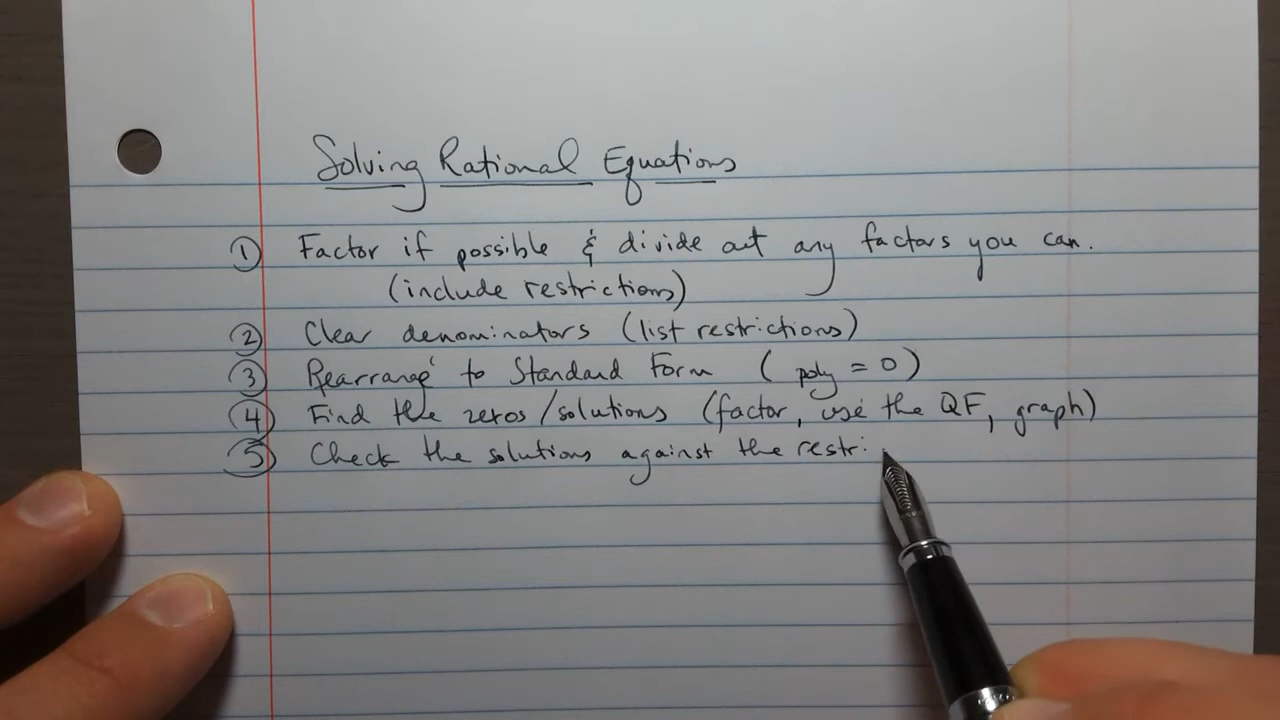 Solving Rational Equations
① Factor if possible & divide out any factors you can.
(include restrictions)
② Clear denominators (list restrictions)
③ Rearrange to Standard Form (poly = 0)
④ Find the zeros/solutions (factor, use the QF, graph)
⑤ Check the solutions against the restri